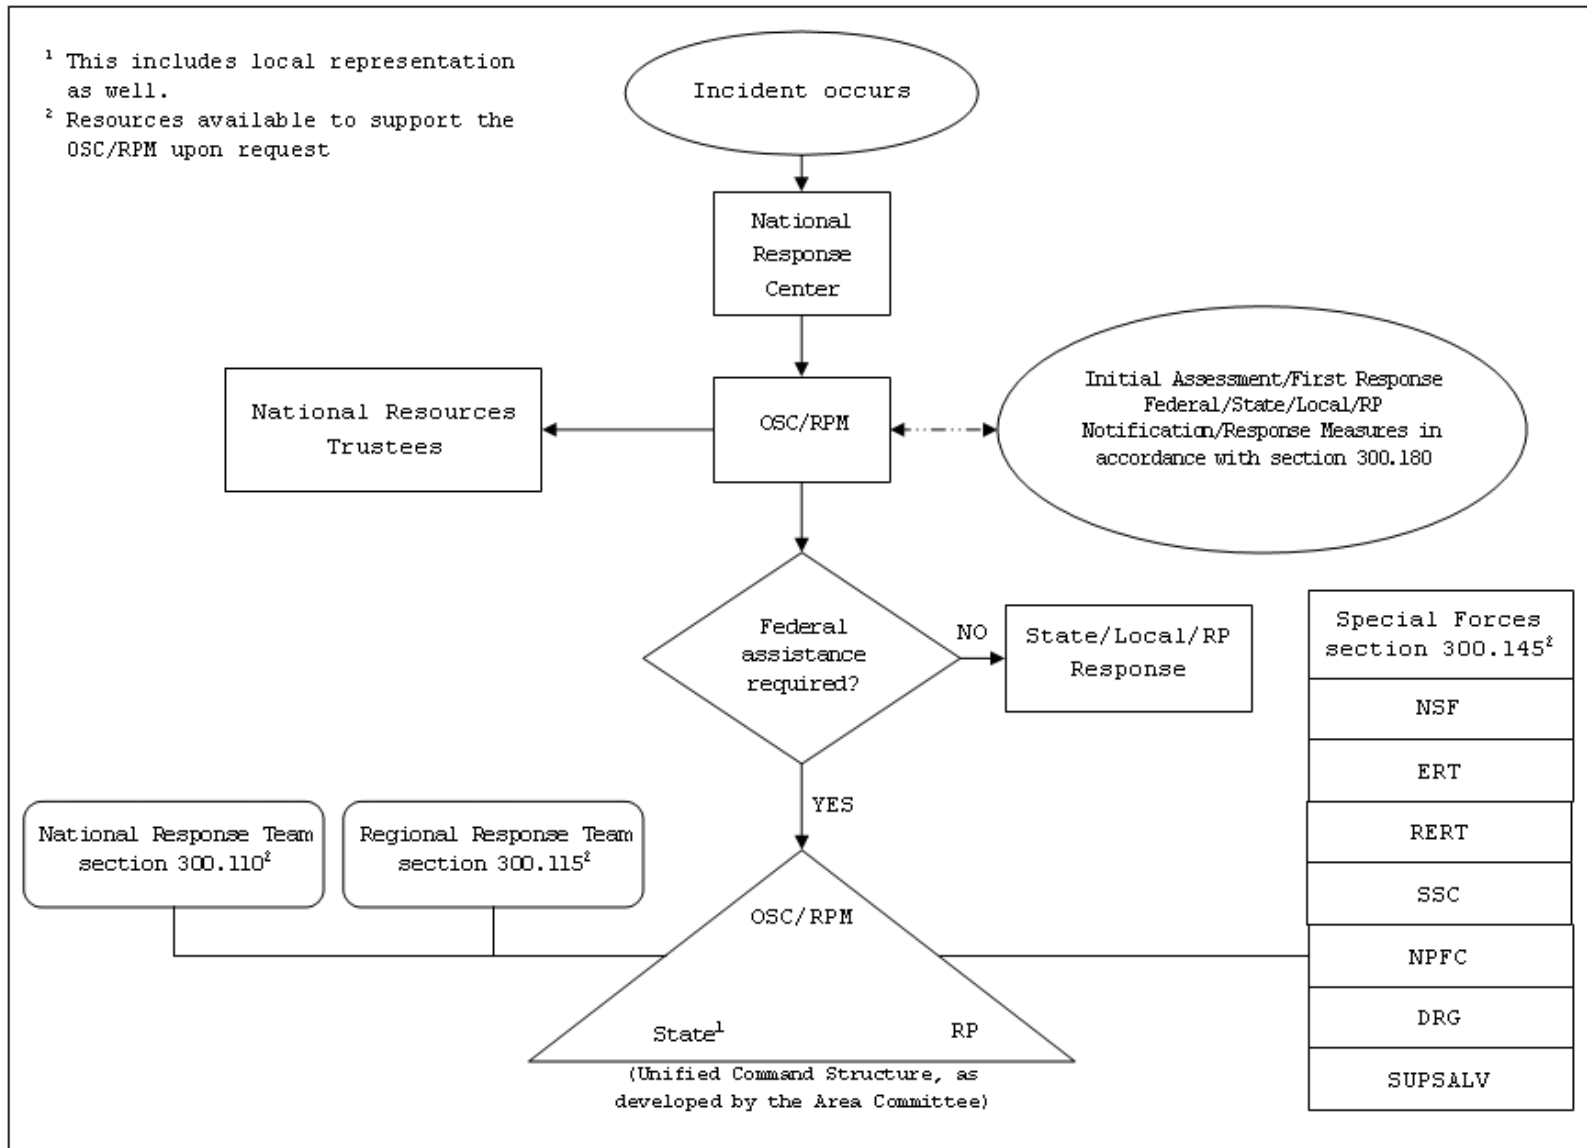 ¹ This includes local representation
as well.
² Resources available to support the
OSC/RPM upon request
Incident occurs
National
Response
Center
National Resources
Trustees
OSC/RPM
Initial Assessment/First Response
Federal/State/Local/RP
Notification/Response Measures in
accordance with section 300.180
Federal
assistance
required?
NO
State/Local/RP
Response
YES
Special Forces
section 300.145²
NSF
ERT
RERT
SSC
NPFC
DRG
SUPSALV
National Response Team
section 300.110²
Regional Response Team
section 300.115²
OSC/RPM
State¹
RP
(Unified Command Structure, as
developed by the Area Committee)